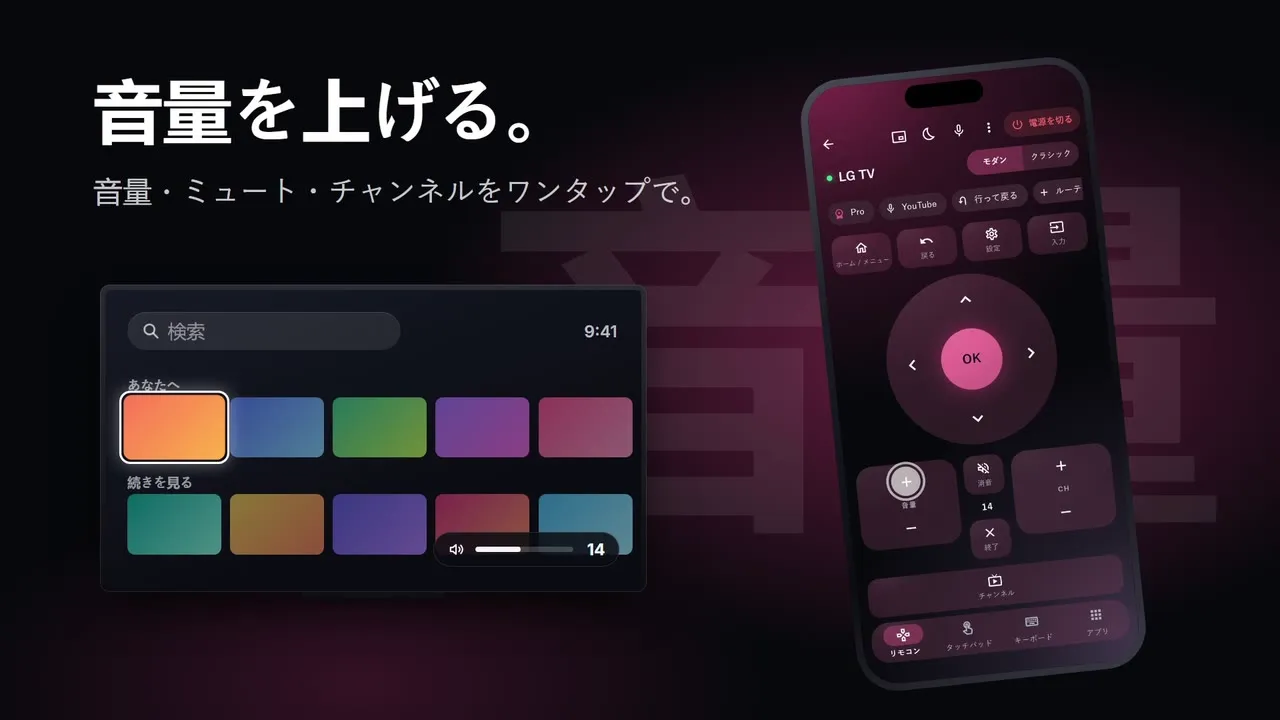 音量を上げる。
音量・ミュート・チャンネルをワンタップで。
検索
9:41
あなたへ
続きを見る
14
電源を切る
LG TV
モダン
クラシック
Pro
YouTube
行って戻る
ルーテ
ホーム / メニュー
戻る
設定
入力
OK
音量
消音
14
終了
CH
チャンネル
リモコン
タッチパッド
キーボード
アプリ
音量